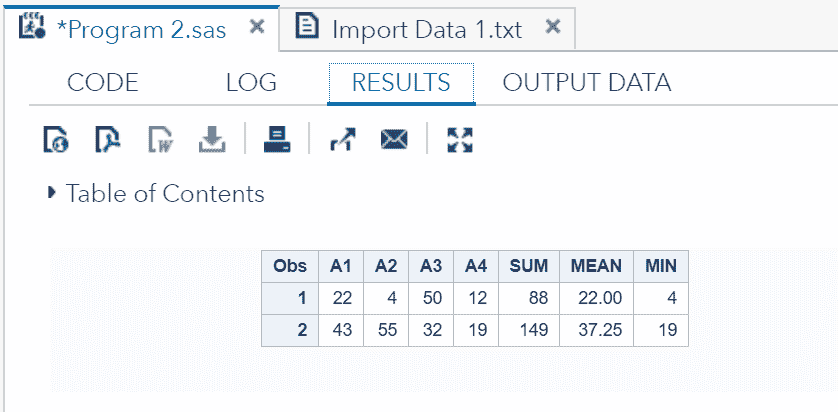 *Program 2.sas × Import Data 1.txt ×
CODE LOG RESULTS OUTPUT DATA
Table of Contents
Obs A1 A2 A3 A4 SUM MEAN MIN
1 22 4 50 12 88 22.00 4
2 43 55 32 19 149 37.25 19